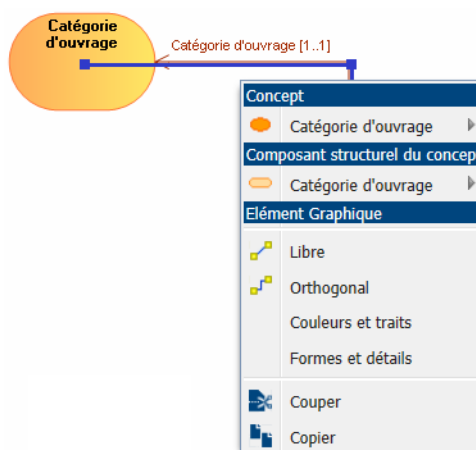 Catégorie
d'ouvrage
Catégorie d'ouvrage [1..1]
Concept
Catégorie d'ouvrage
Composant structurel du concep
Catégorie d'ouvrage
Elément Graphique
Libre
Orthogonal
Couleurs et traits
Formes et détails
Couper
Copier